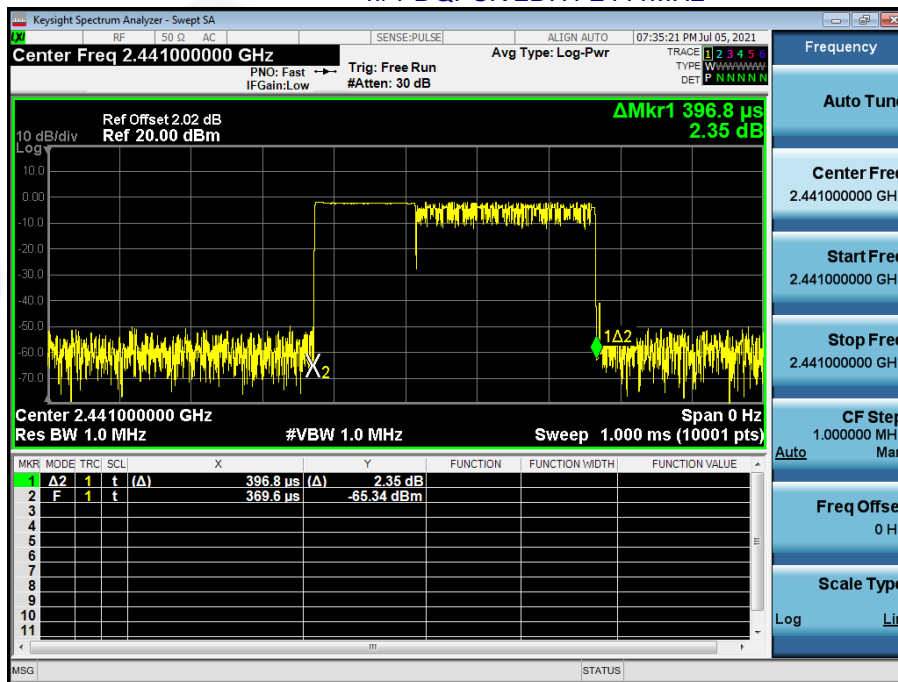 Keysight Spectrum Analyzer - Swept SA
LXI RF 50 Ω AC SENSE:PULSE ALIGN AUTO 07:35:21 PM Jul 05, 2021
Center Freq 2.441000000 GHz
PNO: Fast
IFGain:Low
Trig: Free Run
#Atten: 30 dB
Avg Type: Log-Pwr
TRACE 1 2 3 4 5 6
TYPE WWWWWW
DET P N N N N N
ΔMkr1 396.8 µs
2.35 dB
Ref Offset 2.02 dB
10 dB/div Ref 20.00 dBm
Log
10.0
0.00
-10.0
-20.0
-30.0
-40.0
-50.0
-60.0
-70.0
1Δ2
X2
Center 2.441000000 GHz Span 0 Hz
Res BW 1.0 MHz #VBW 1.0 MHz Sweep 1.000 ms (10001 pts)
MKR MODE TRC SCL X Y FUNCTION FUNCTION WIDTH FUNCTION VALUE
1 Δ2 1 t (Δ) 396.8 µs (Δ) 2.35 dB
2 F 1 t 369.6 µs -65.34 dBm
3
4
5
6
7
8
9
10
11
MSG STATUS
Frequency
Auto Tun
Center Fre
2.441000000 GH
Start Fre
2.441000000 GH
Stop Fre
2.441000000 GH
CF Step
1.000000 MH
Auto Ma
Freq Offse
0 H
Scale Type
Log Li